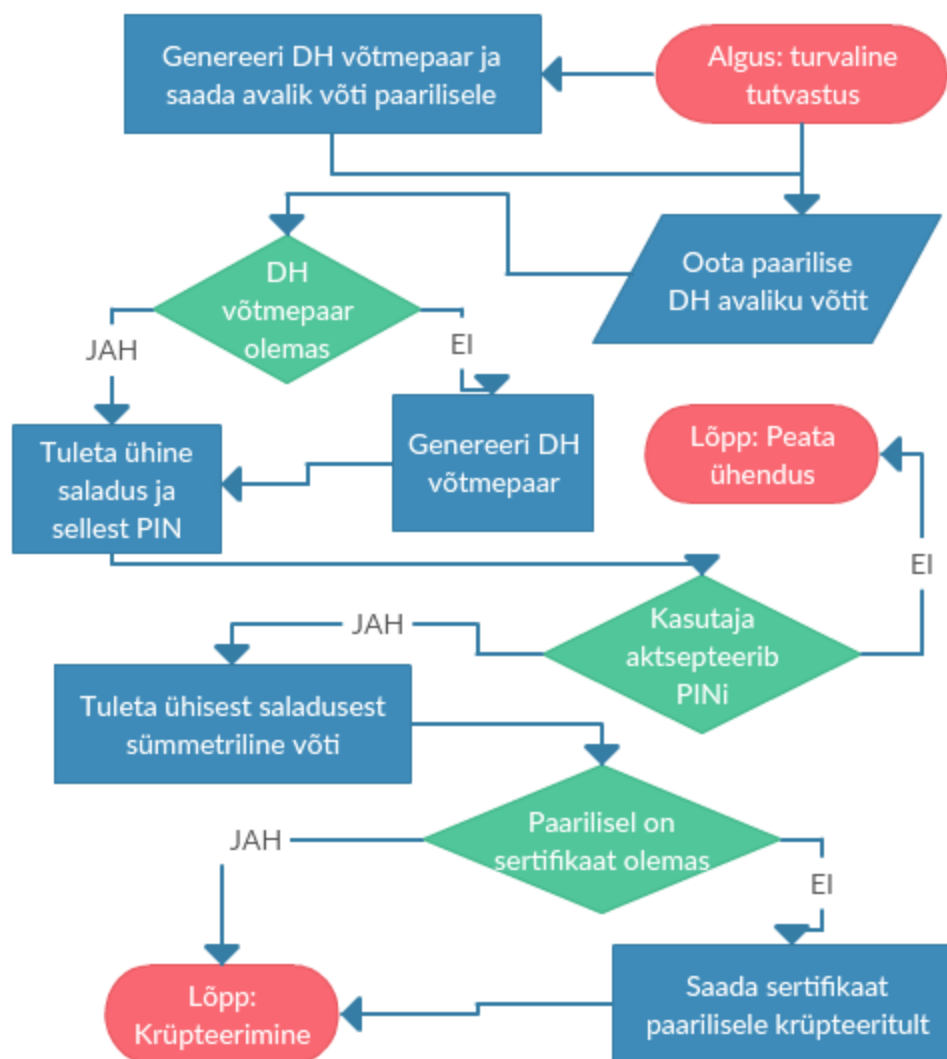 Genereeri DH võtmepaar ja
saada avalik võti paarilisele
Algus: turvaline
tutvastus
Oota paarilise
DH avaliku võtit
DH
võtmepaar
olemas
JAH
EI
Tuleta ühine
saladus ja
sellest PIN
Genereeri DH
võtmepaar
Lõpp: Peata
ühendus
EI
Kasutaja
aktsepteerib
PINi
JAH
Tuleta ühisest saladusest
sümmetriline võti
Paarilisel on
sertifikaat olemas
JAH
EI
Saada sertifikaat
paarilisele krüpteeritult
Lõpp:
Krüpteerimine